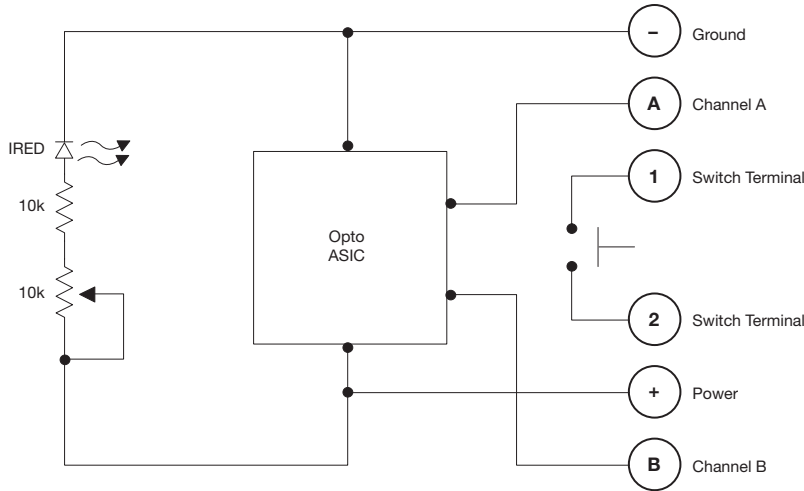 − Ground
A Channel A
IRED
1 Switch Terminal
10k
Opto
ASIC
10k
2 Switch Terminal
+ Power
B Channel B